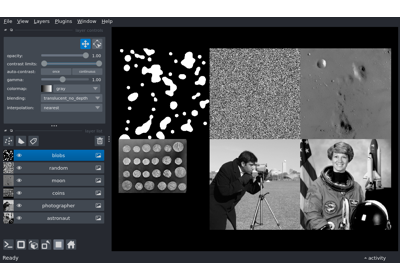 File View Layers Plugins Window Help
opacity: 1.00
contrast limits:
auto-contrast: once continuous
gamma: 1.00
colormap: gray
blending: translucent_no_depth
interpolation: nearest
blobs
random
moon
coins
photographer
astronaut
Ready
activity